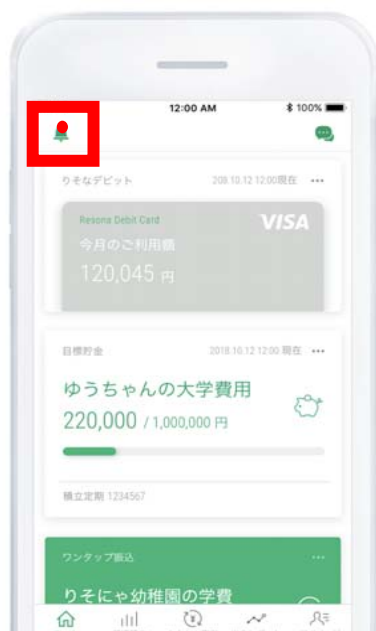 12:00 AM
100%
りそなデビット
208.10.12 12:00現在
Resona Debit Card
VISA
今月のご利用額
120,045 円
目標貯金
2018.10.12 12:00 現在
ゆうちゃんの大学費用
220,000 / 1,000,000 円
積立定期 1234567
ワンタップ振込
りそにゃ幼稚園の学費